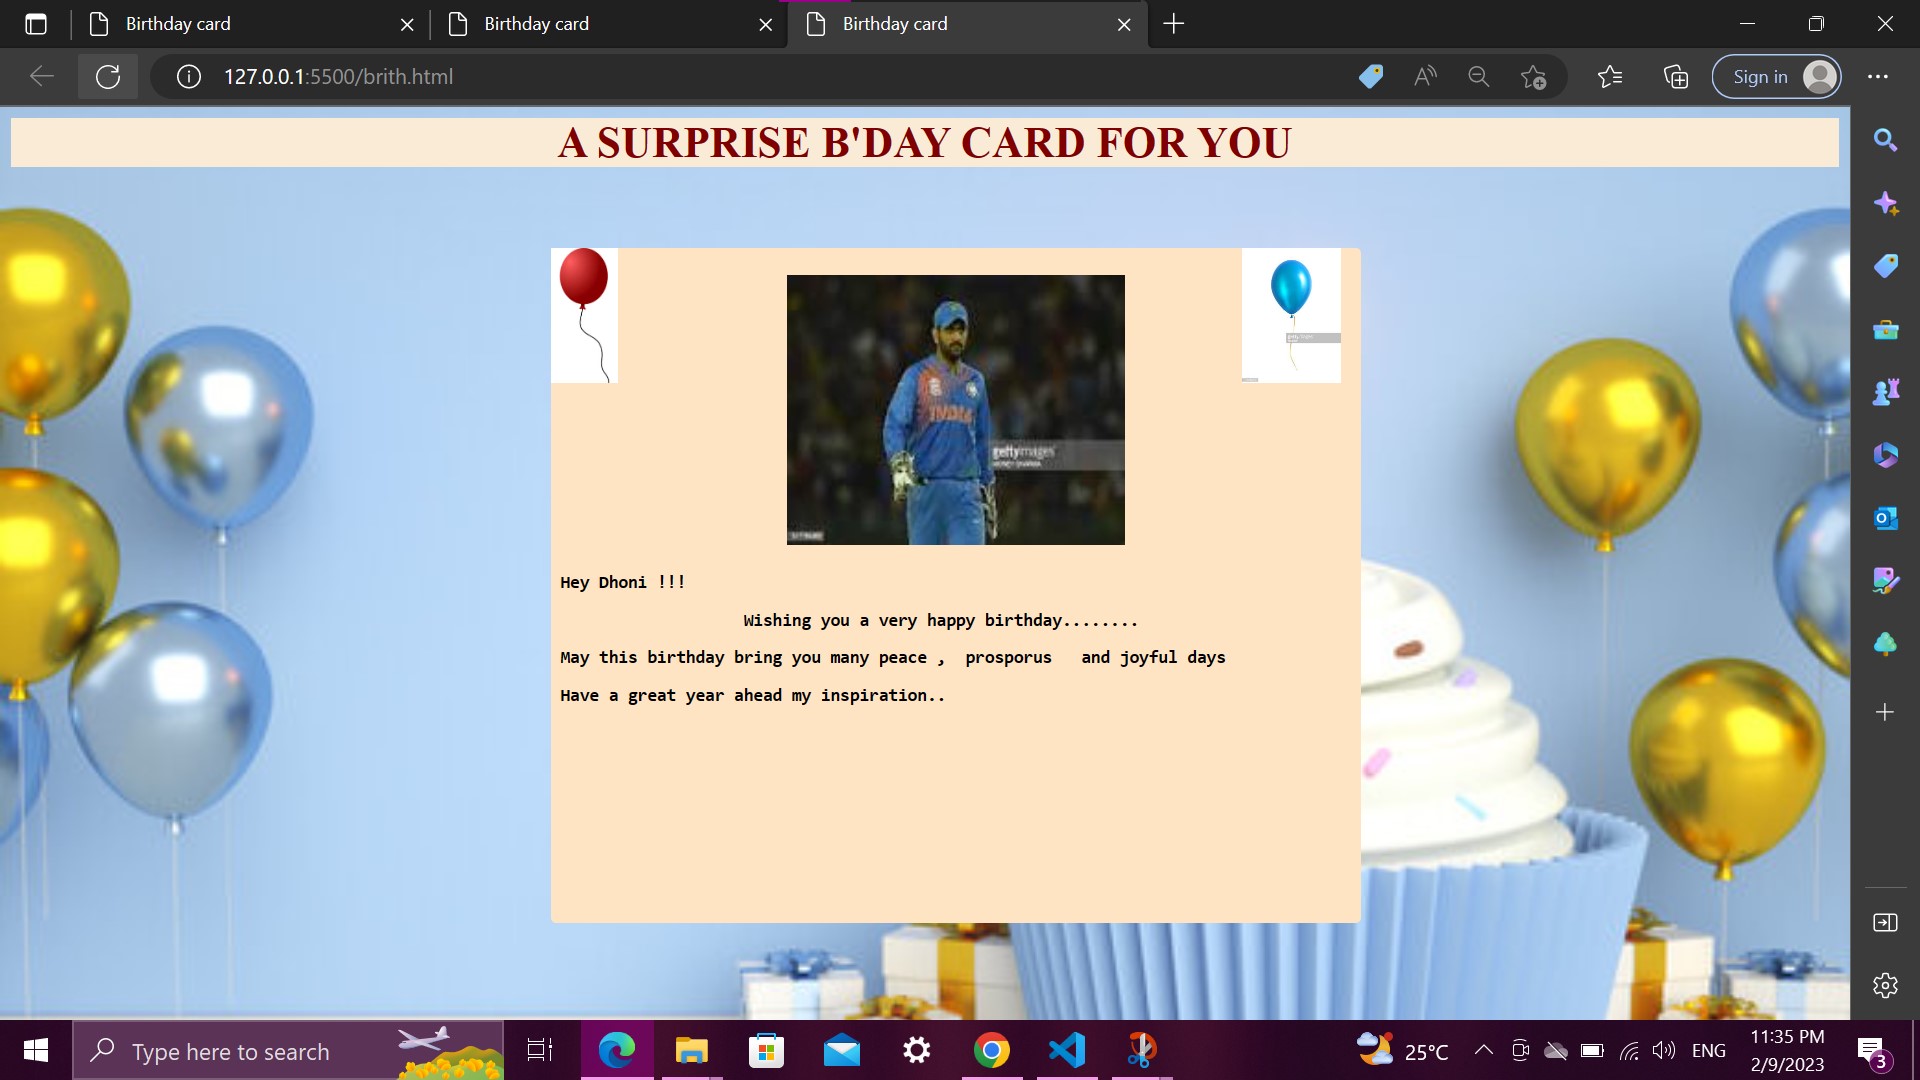 Birthday card
Birthday card
Birthday card
127.0.0.1:5500/brith.html
Sign in
A SURPRISE B'DAY CARD FOR YOU
INDIA
gettyimages
Hey Dhoni !!!
Wishing you a very happy birthday........
May this birthday bring you many peace , prosporus and joyful days
Have a great year ahead my inspiration..
Type here to search
25°C
ENG
11:35 PM
2/9/2023
3